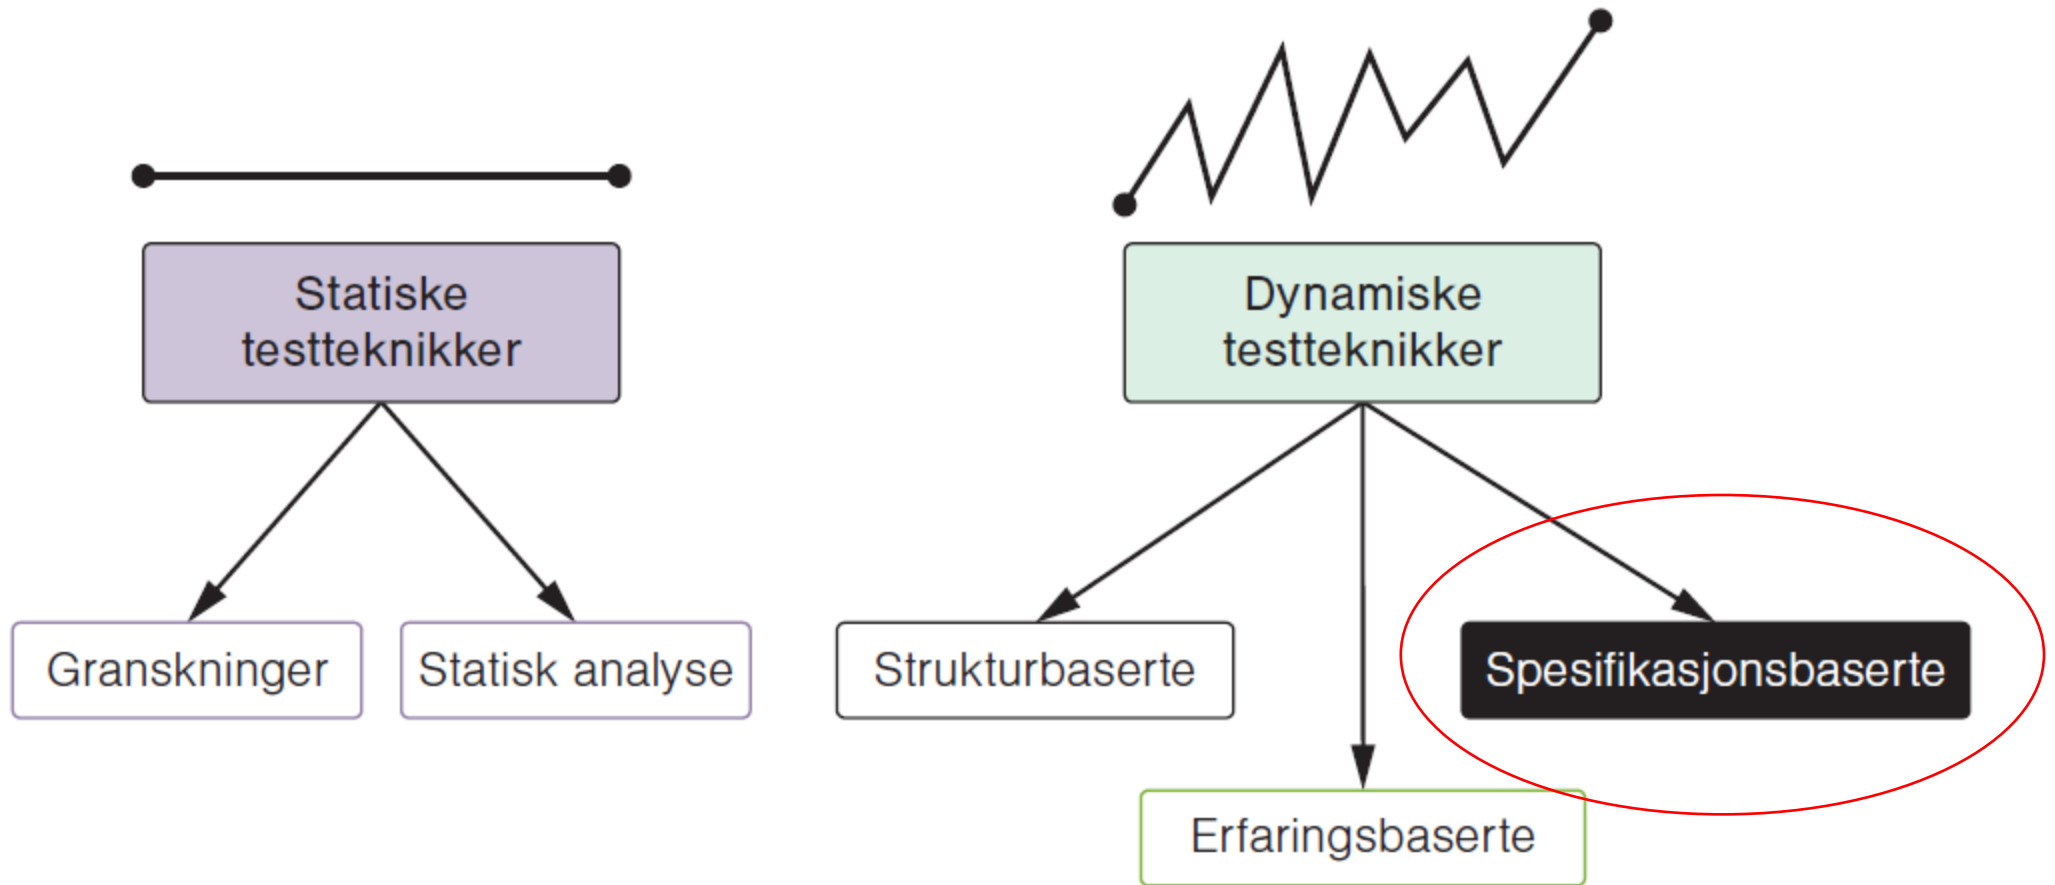 Statiske
testteknikker
Dynamiske
testteknikker
Granskninger
Statisk analyse
Strukturbaserte
Spesifikasjonsbaserte
Erfaringsbaserte